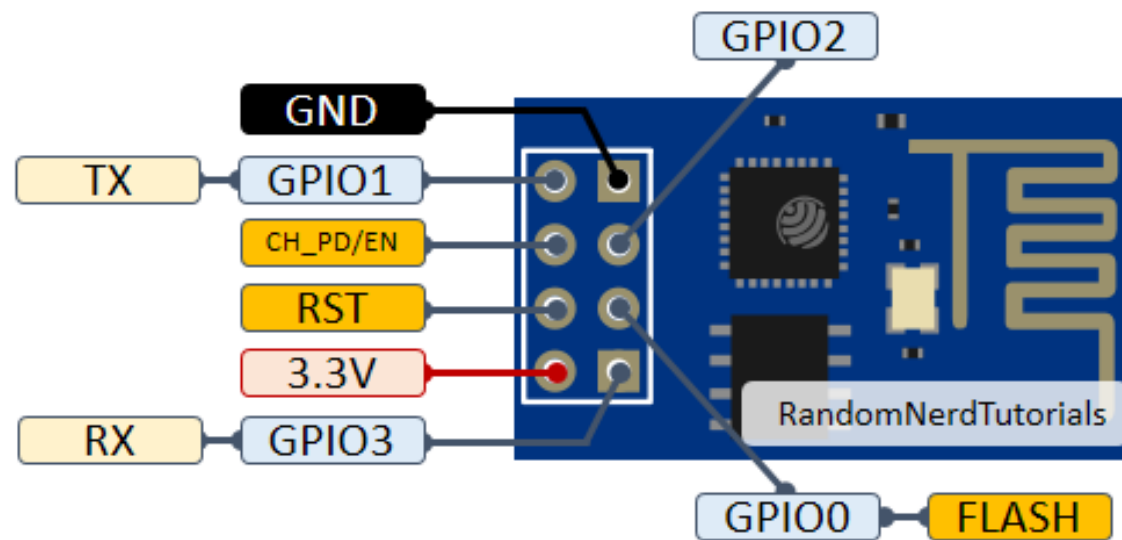 GPIO2
GND
TX GPIO1
CH_PD/EN
RST
3.3V
RandomNerdTutorials
RX GPIO3
GPIO0 FLASH